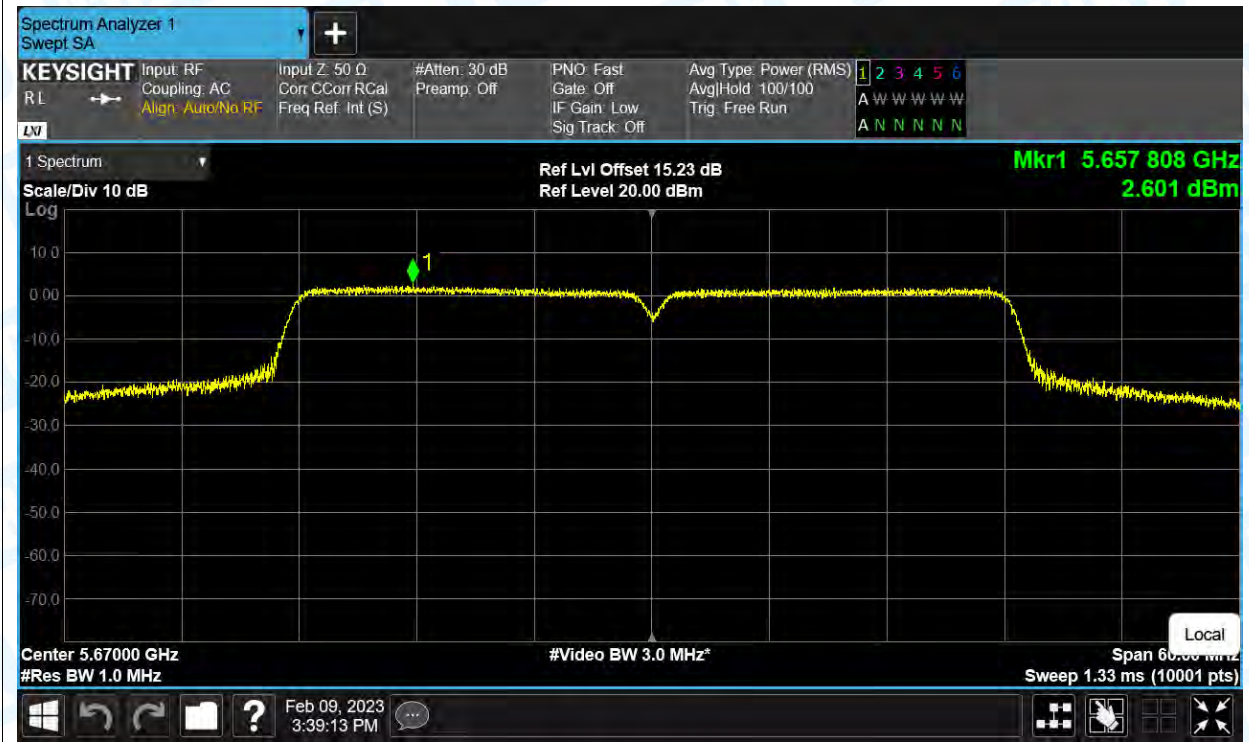 Spectrum Analyzer 1
Swept SA
+
KEYSIGHT
R L
LXI
Input: RF
Coupling: AC
Align: Auto/No RF
Input Z: 50 Ω
Corr CCorr RCal
Freq Ref: Int (S)
#Atten: 30 dB
Preamp: Off
PNO: Fast
Gate: Off
IF Gain: Low
Sig Track: Off
Avg Type: Power (RMS)
Avg|Hold: 100/100
Trig: Free Run
1 2 3 4 5 6
A W W W W W
A N N N N N
1 Spectrum
Scale/Div 10 dB
Log
Ref Lvl Offset 15.23 dB
Ref Level 20.00 dBm
Mkr1 5.657 808 GHz
2.601 dBm
1
10.0
0.00
-10.0
-20.0
-30.0
-40.0
-50.0
-60.0
-70.0
Local
Center 5.67000 GHz
#Res BW 1.0 MHz
#Video BW 3.0 MHz*
Span 60.00 MHz
Sweep 1.33 ms (10001 pts)
?
Feb 09, 2023
3:39:13 PM